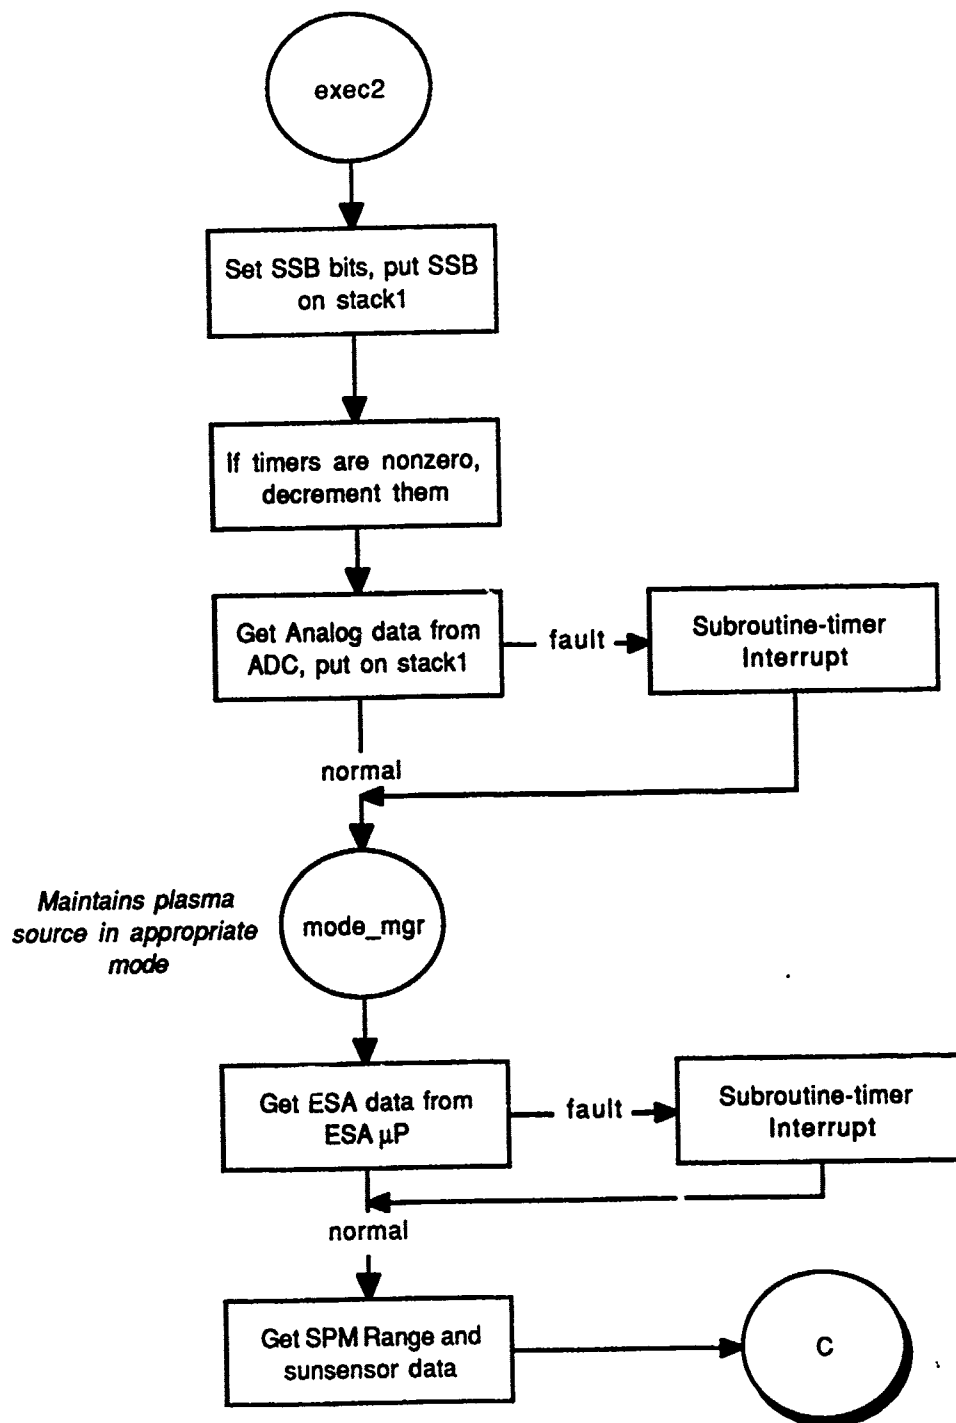 exec2
Set SSB bits, put SSB
on stack1
If timers are nonzero,
decrement them
Get Analog data from
ADC, put on stack1
fault
Subroutine-timer
Interrupt
normal
Maintains plasma
source in appropriate
mode
mode_mgr
Get ESA data from
ESA µP
fault
Subroutine-timer
Interrupt
normal
Get SPM Range and
sunsensor data
C